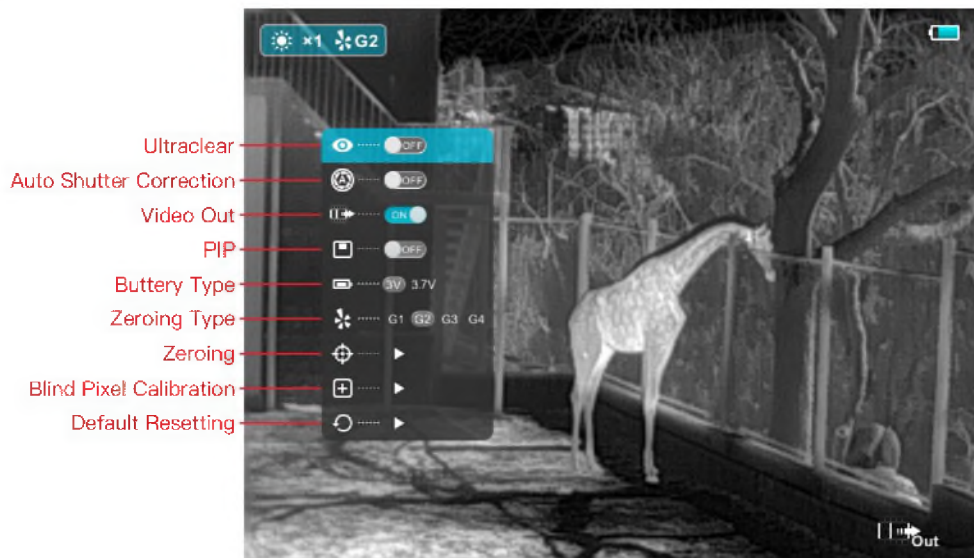 ×1 G2
Ultraclear OFF
Auto Shutter Correction A OFF
Video Out ON
PIP OFF
Buttery Type 3V 3.7V
Zeroing Type G1 G2 G3 G4
Zeroing
Blind Pixel Calibration
Default Resetting
Out